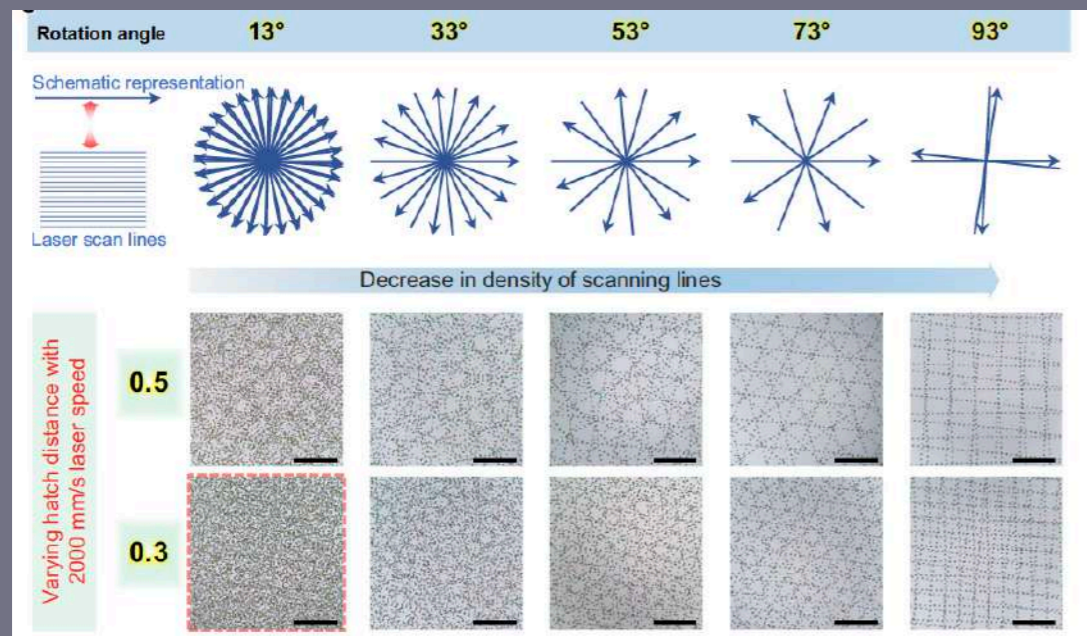 Rotation angle 13° 33° 53° 73° 93°
Schematic representation
Laser scan lines
Decrease in density of scanning lines
Varying hatch distance with
2000 mm/s laser speed
0.5
0.3